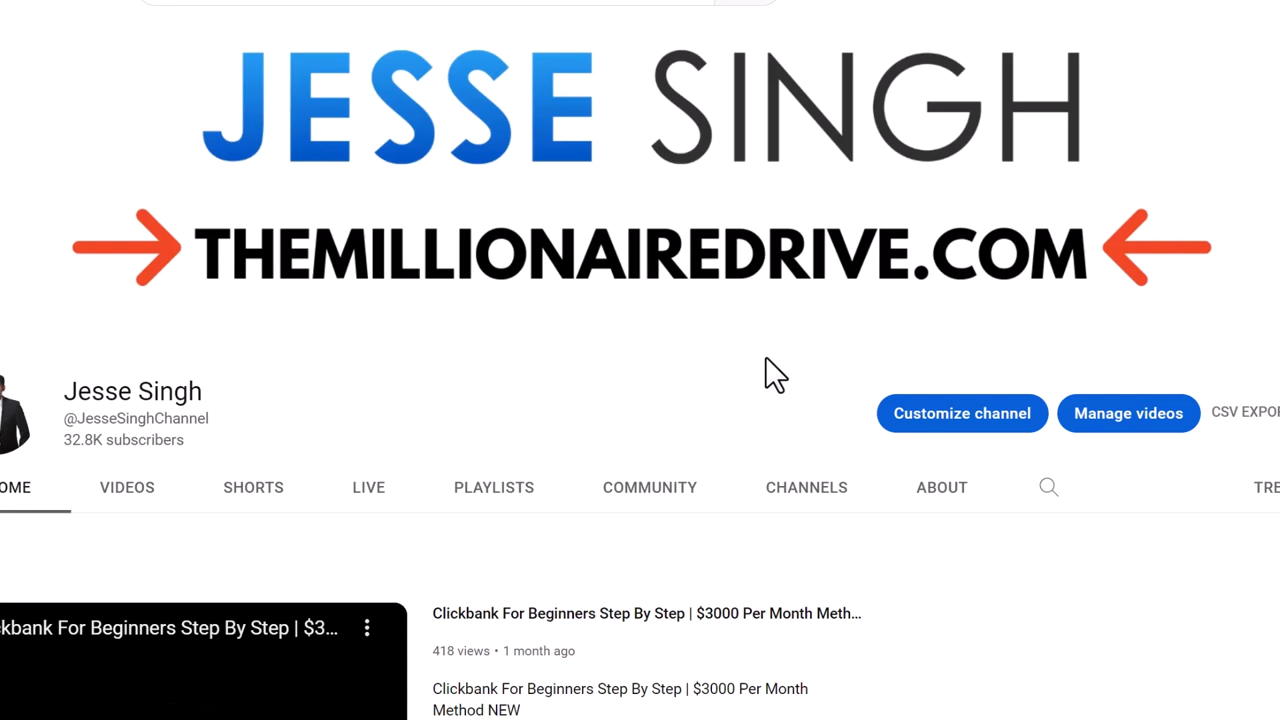 JESSE SINGH
THEMILLIONAIREDRIVE.COM
Jesse Singh
@JesseSinghChannel
32.8K subscribers
Customize channel
Manage videos
CSV EXPO
OME
VIDEOS
SHORTS
LIVE
PLAYLISTS
COMMUNITY
CHANNELS
ABOUT
TRE
ckbank For Beginners Step By Step | $3...
Clickbank For Beginners Step By Step | $3000 Per Month Meth...
418 views • 1 month ago
Clickbank For Beginners Step By Step | $3000 Per Month
Method NEW